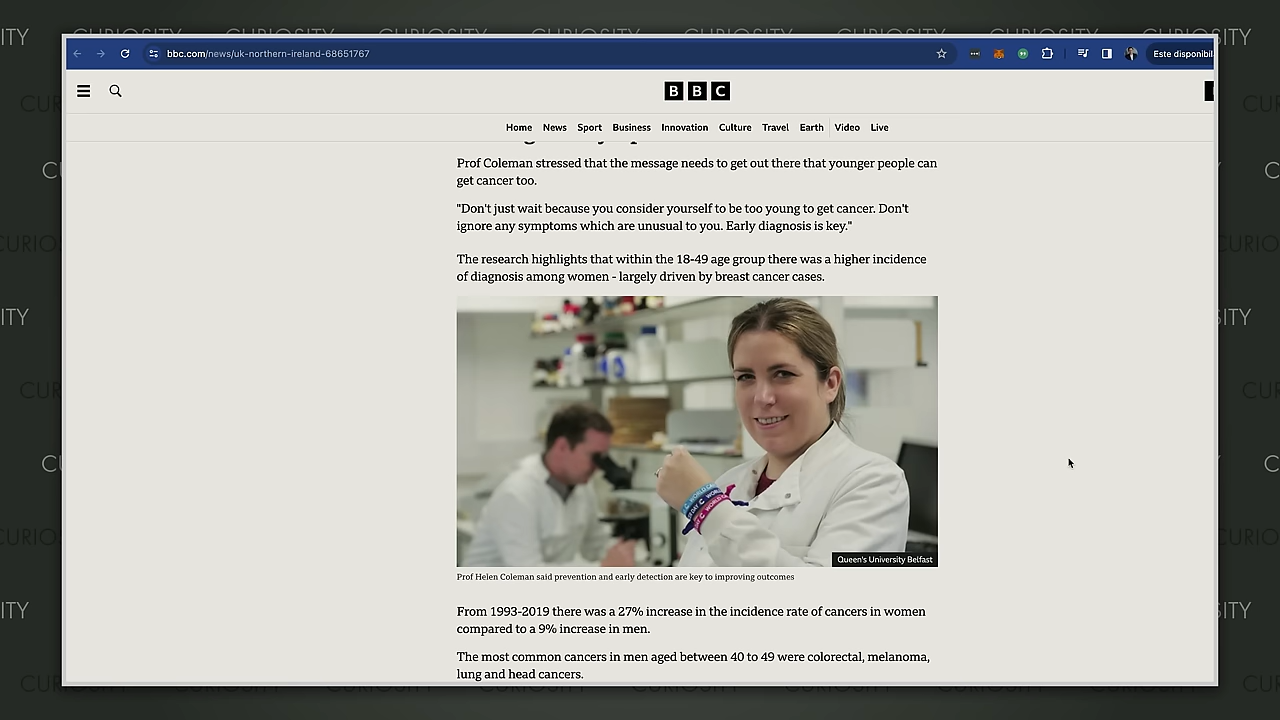 CURIOSITY CURIOSITY CURIOSITY CURIOSITY CURIOSITY
bbc.com/news/uk-northern-ireland-68651767
Este disponibil
BBC
Home News Sport Business Innovation Culture Travel Earth Video Live
Prof Coleman stressed that the message needs to get out there that younger people can
get cancer too.
"Don't just wait because you consider yourself to be too young to get cancer. Don't
ignore any symptoms which are unusual to you. Early diagnosis is key."
The research highlights that within the 18-49 age group there was a higher incidence
of diagnosis among women - largely driven by breast cancer cases.
Queen's University Belfast
Prof Helen Coleman said prevention and early detection are key to improving outcomes
From 1993-2019 there was a 27% increase in the incidence rate of cancers in women
compared to a 9% increase in men.
The most common cancers in men aged between 40 to 49 were colorectal, melanoma,
lung and head cancers.